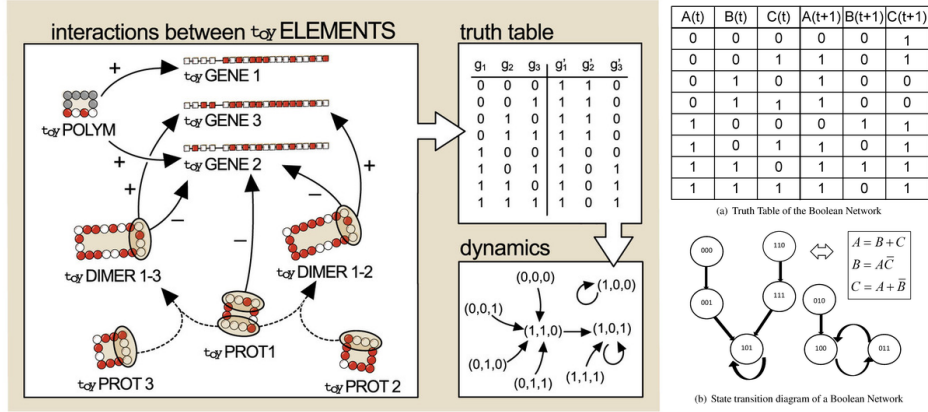 interactions between toy ELEMENTS
+
toy GENE 1
toy POLYM
toy GENE 3
+
toy GENE 2
+
+
−
−
−
toy DIMER 1-3
toy DIMER 1-2
toy PROT1
toy PROT 3
toy PROT 2
truth table
g1 g2 g3 g'1 g'2 g'3
0 0 0 1 1 0
0 0 1 1 1 0
0 1 0 1 1 0
0 1 1 1 1 0
1 0 0 1 0 0
1 0 1 1 0 1
1 1 0 1 0 1
1 1 1 1 0 1
dynamics
(0,0,0)
(1,0,0)
(0,0,1)
(1,1,0)
(1,0,1)
(0,1,0)
(0,1,1)
(1,1,1)
A(t) B(t) C(t) A(t+1) B(t+1) C(t+1)
0 0 0 0 0 1
0 0 1 1 0 1
0 1 0 1 0 0
0 1 1 1 0 0
1 0 0 0 1 1
1 0 1 1 0 1
1 1 0 1 1 1
1 1 1 1 0 1
(a) Truth Table of the Boolean Network
000
110
A = B + C
B = AC̅
C = A + B̅
001
111
010
101
100
011
(b) State transition diagram of a Boolean Network